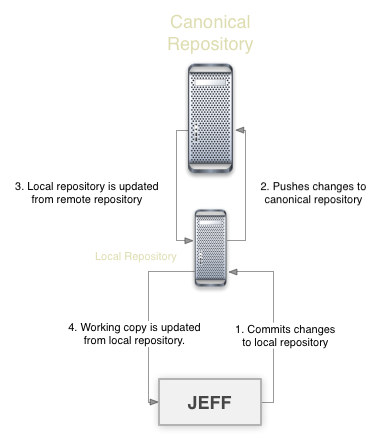 Canonical
Repository
3. Local repository is updated
from remote repository
2. Pushes changes to
canonical repository
Local Repository
4. Working copy is updated
from local repository.
1. Commits changes
to local repository
JEFF